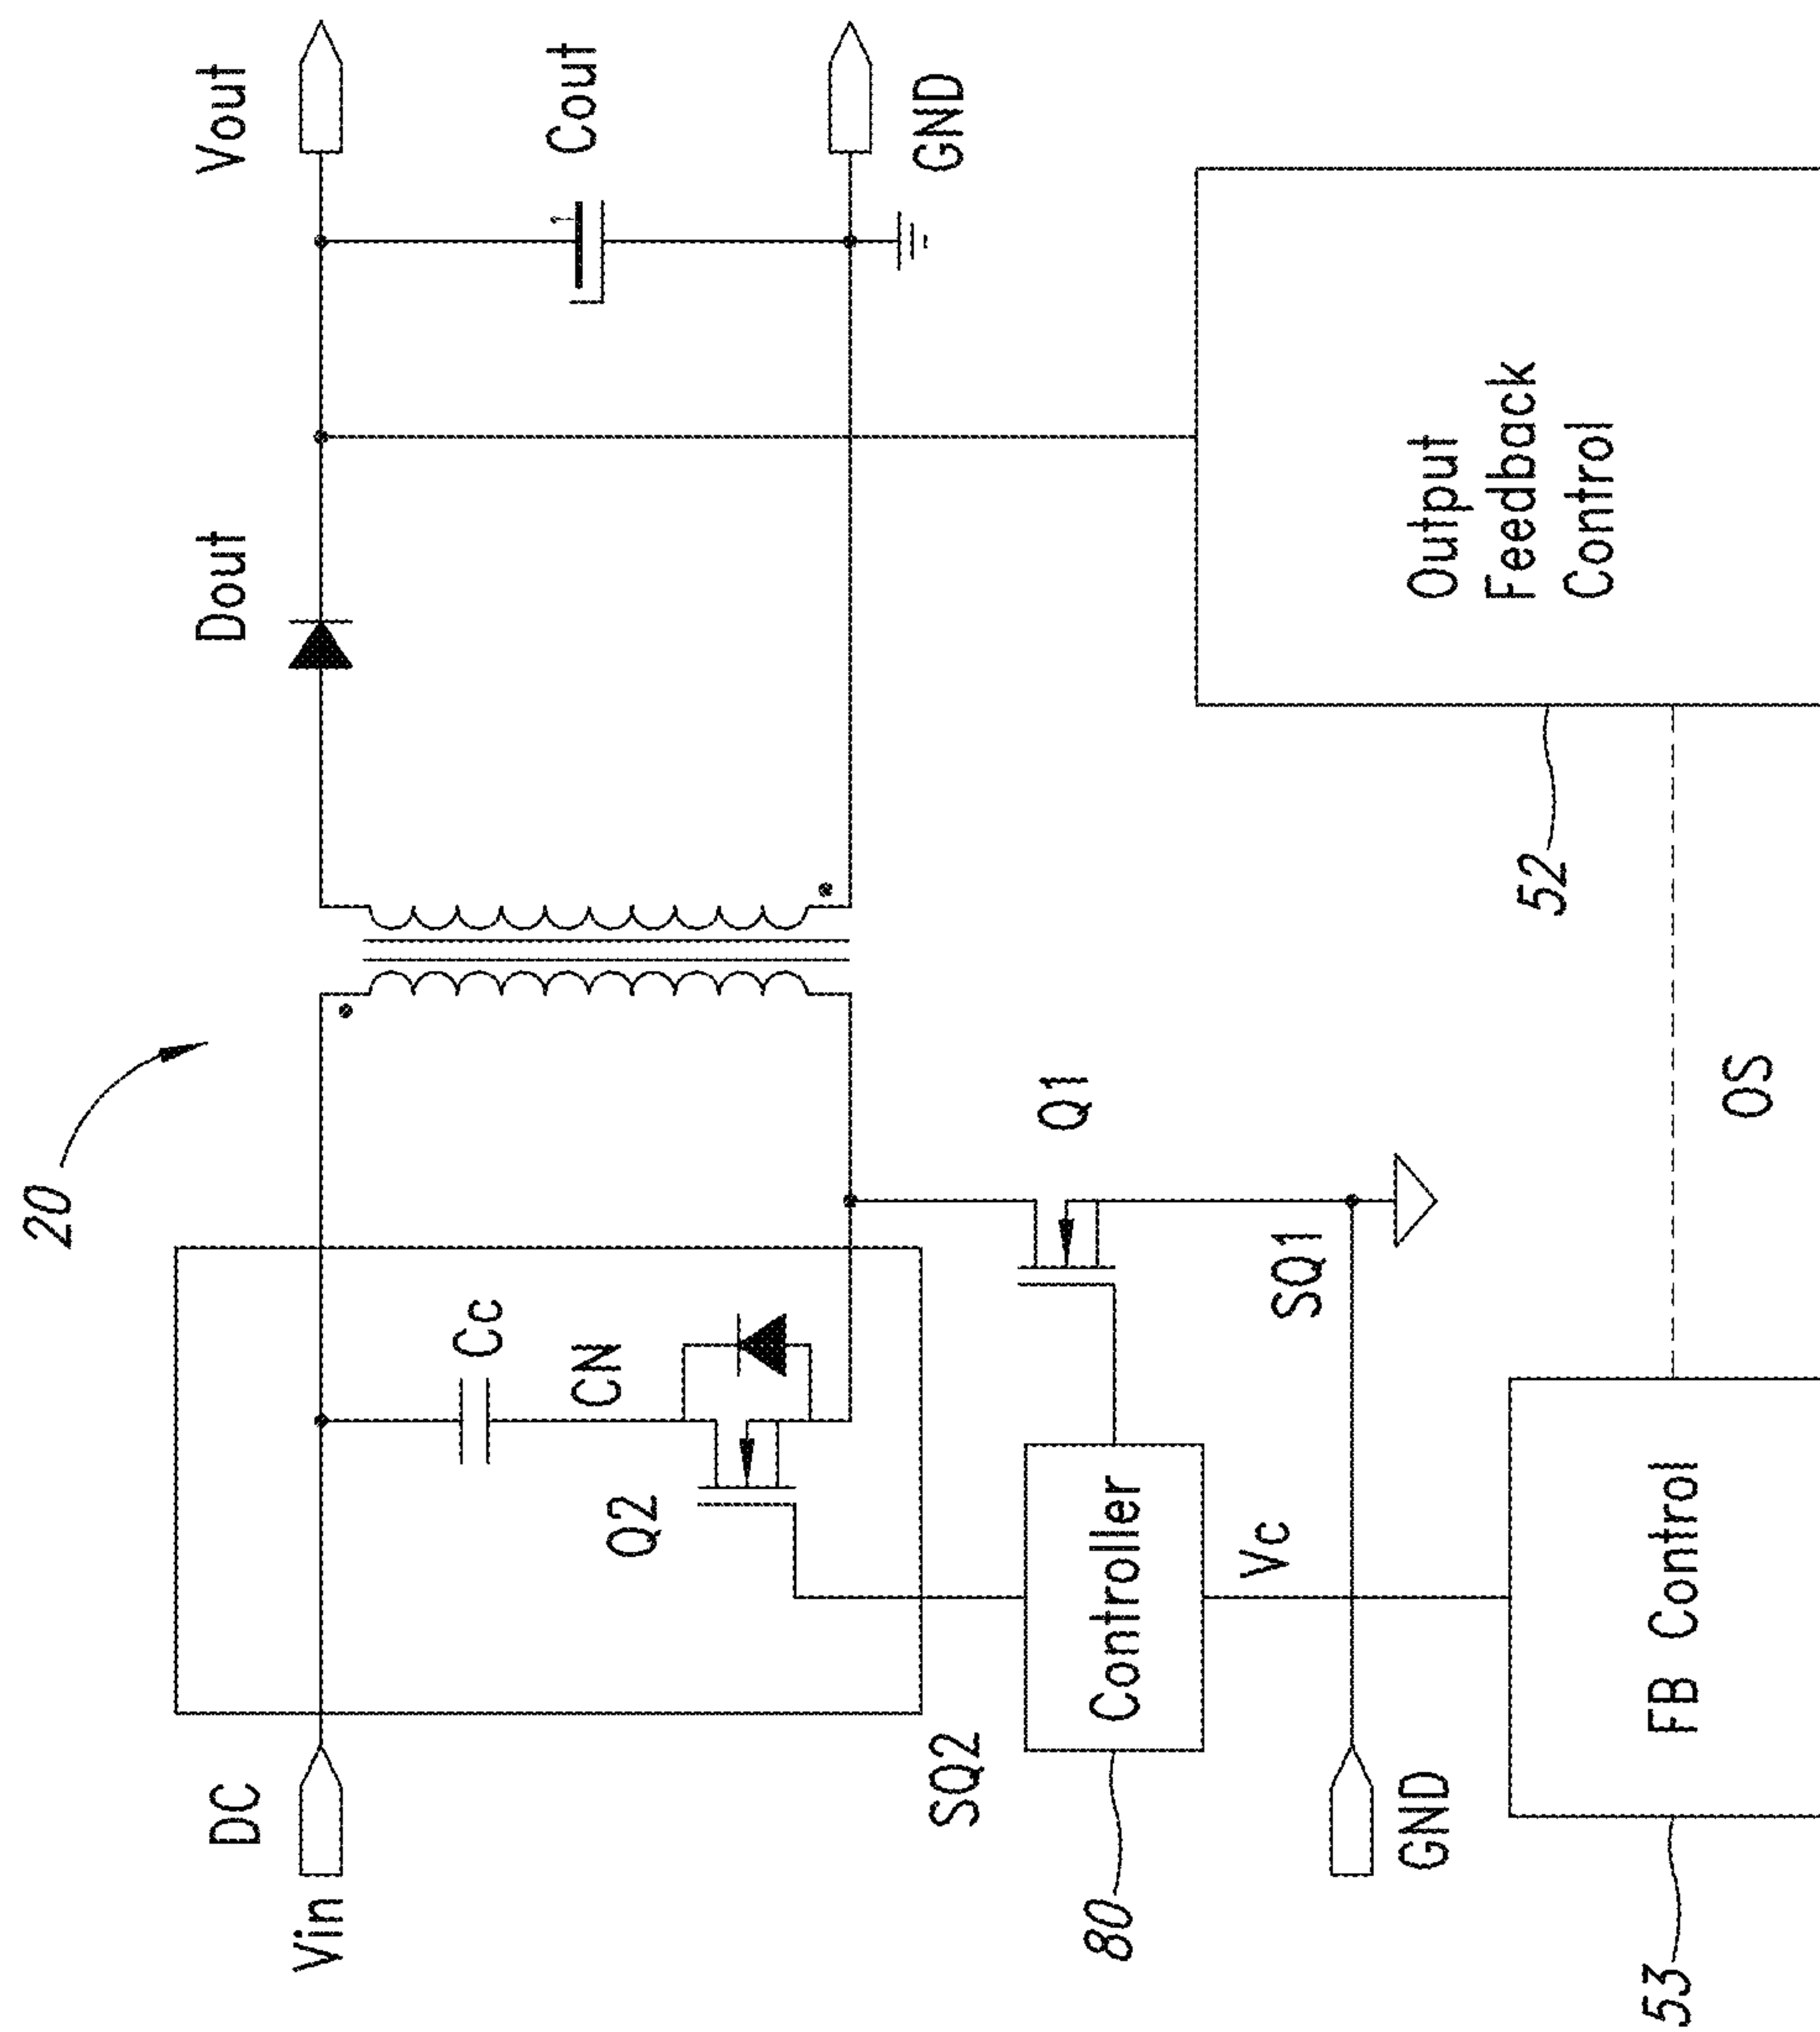 20
Vin
DC
Cc
CN
Q2
SQ2
Q1
SQ1
Dout
Vout
Cout
1
GND
Controller
80
Vc
GND
Output
Feedback
Control
52
OS
FB Control
53